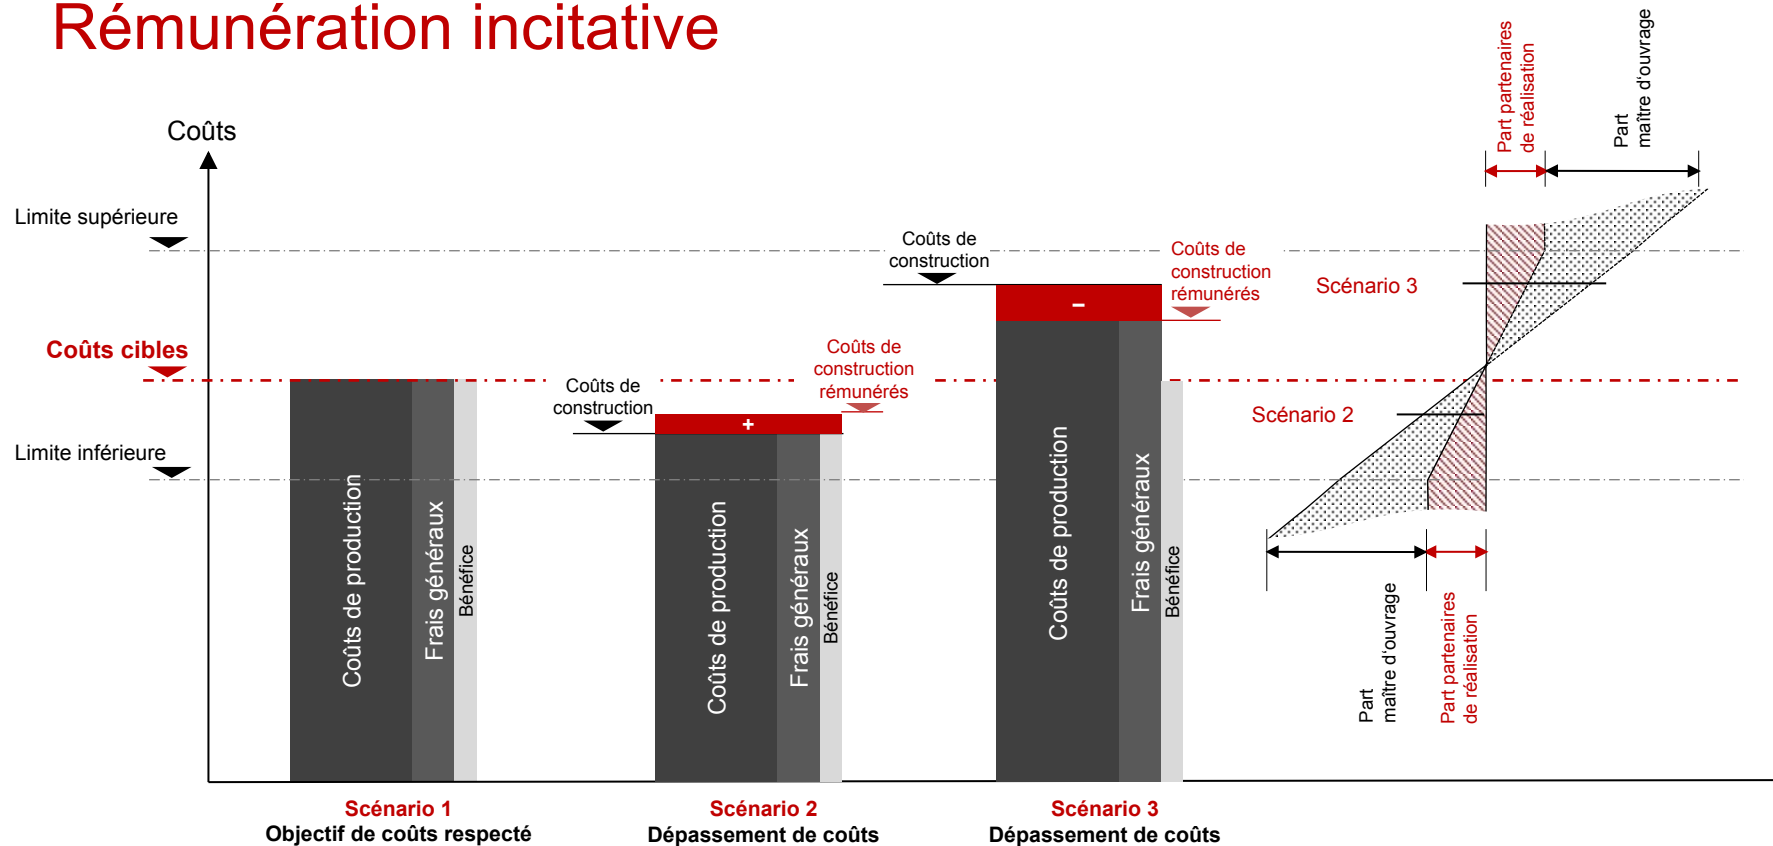 Rémunération incitative
Coûts
Limite supérieure
Coûts cibles
Limite inférieure
Coûts de production
Frais généraux
Bénéfice
Coûts de
construction
+
Coûts de
construction
rémunérés
Coûts de production
Frais généraux
Bénéfice
Coûts de
construction
–
Coûts de
construction
rémunérés
Coûts de production
Frais généraux
Bénéfice
Part partenaires
de réalisation
Part
maître d'ouvrage
Scénario 3
Scénario 2
Part
maître d'ouvrage
Part partenaires
de réalisation
Scénario 1
Objectif de coûts respecté
Scénario 2
Dépassement de coûts
Scénario 3
Dépassement de coûts